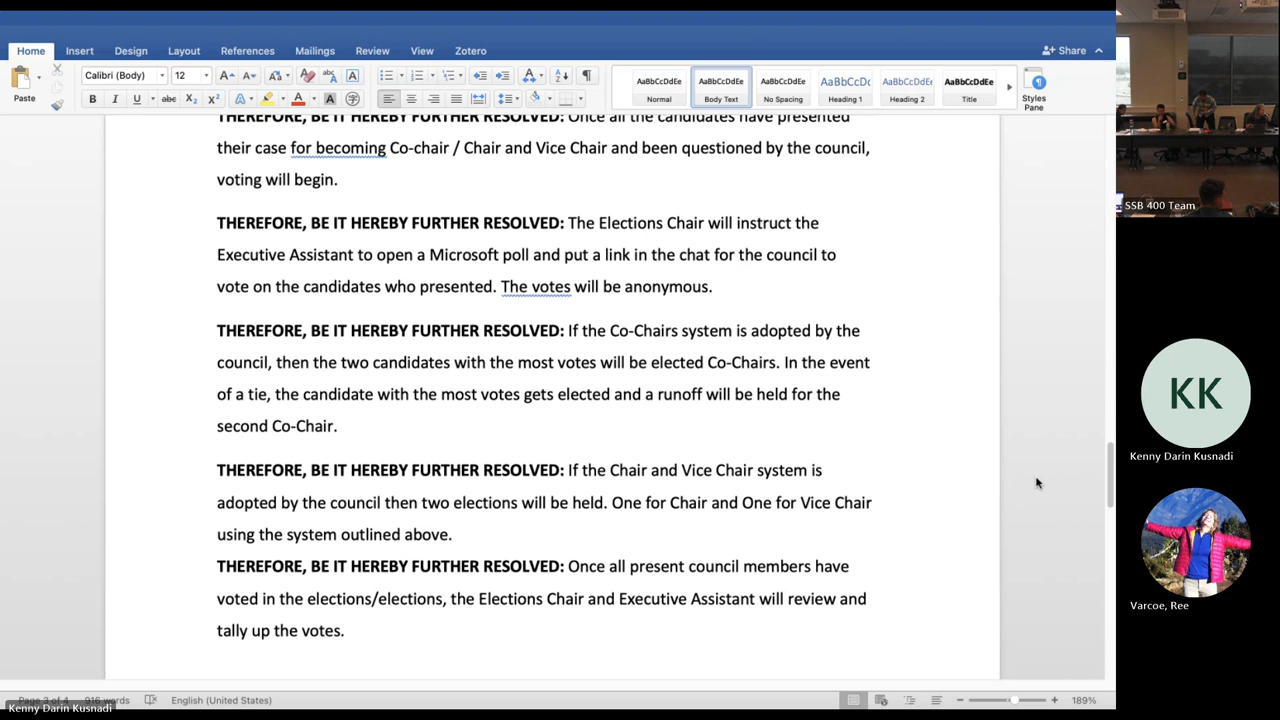 Home Insert Design Layout References Mailings Review View Zotero Share
Paste
Calibri (Body) 12
AaBbCcDdEe AaBbCcDdEe AaBbCcDdEe AaBbCcDc AaBbCcDdEe AaBbCcDdEe
Normal Body Text No Spacing Heading 1 Heading 2 Title
Styles
Pane
THEREFORE, BE IT HEREBY FURTHER RESOLVED: Once all the candidates have presented
their case for becoming Co-chair / Chair and Vice Chair and been questioned by the council,
voting will begin.
THEREFORE, BE IT HEREBY FURTHER RESOLVED: The Elections Chair will instruct the
Executive Assistant to open a Microsoft poll and put a link in the chat for the council to
vote on the candidates who presented. The votes will be anonymous.
THEREFORE, BE IT HEREBY FURTHER RESOLVED: If the Co-Chairs system is adopted by the
council, then the two candidates with the most votes will be elected Co-Chairs. In the event
of a tie, the candidate with the most votes gets elected and a runoff will be held for the
second Co-Chair.
THEREFORE, BE IT HEREBY FURTHER RESOLVED: If the Chair and Vice Chair system is
adopted by the council then two elections will be held. One for Chair and One for Vice Chair
using the system outlined above.
THEREFORE, BE IT HEREBY FURTHER RESOLVED: Once all present council members have
voted in the elections/elections, the Elections Chair and Executive Assistant will review and
tally up the votes.
Page 3 of 4 916 words English (United States) 189%
Kenny Darin Kusnadi
SSB 400 Team
KK
Kenny Darin Kusnadi
Varcoe, Ree